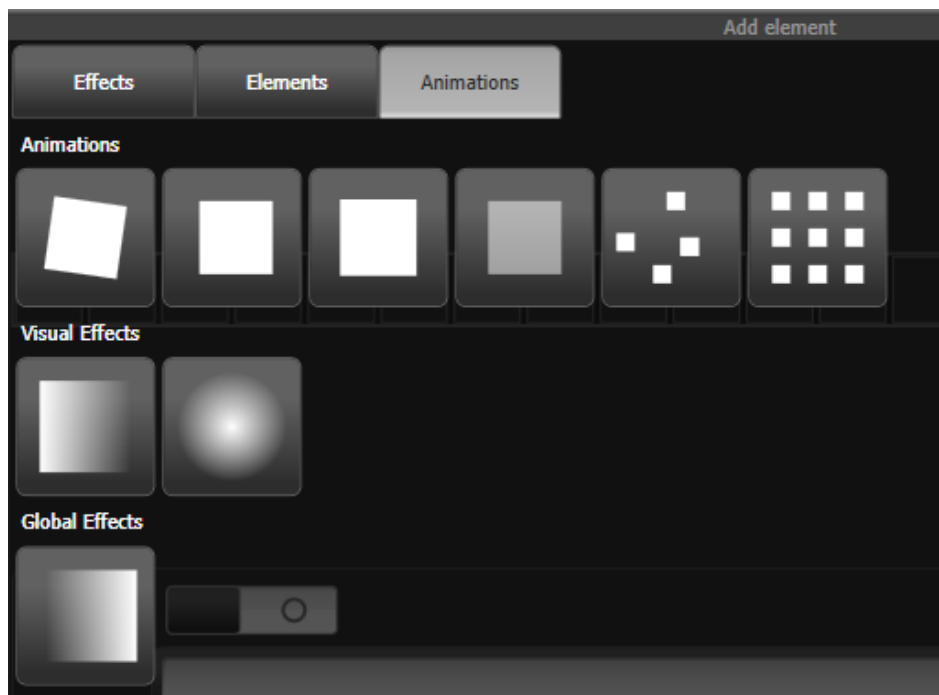 Add element
Effects
Elements
Animations
Animations
Visual Effects
Global Effects